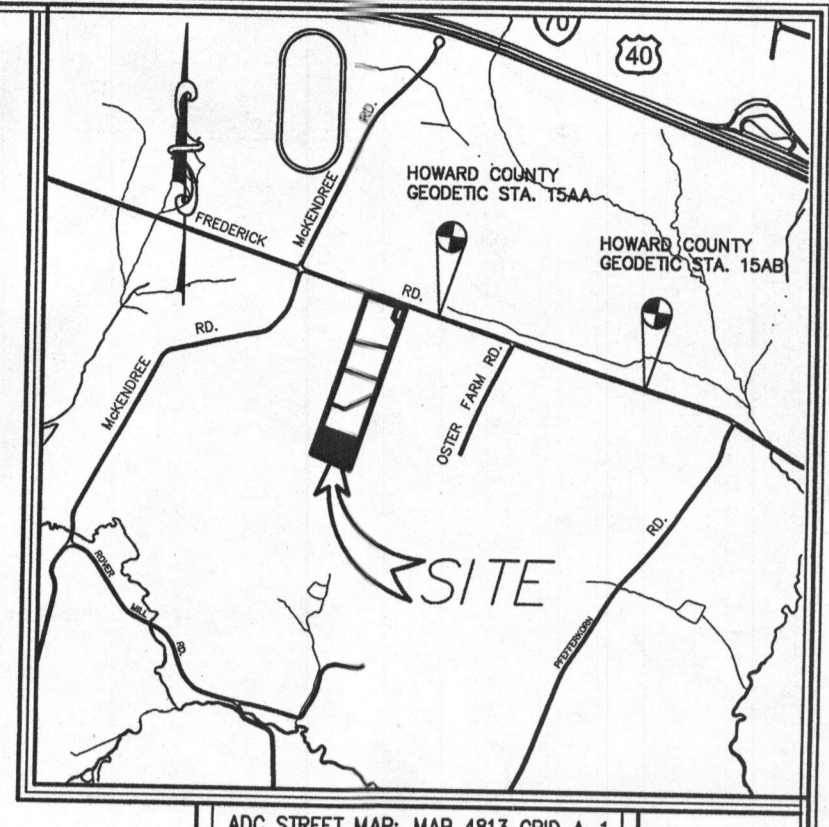 70
40
RD.
HOWARD COUNTY
GEODETIC STA. 15AA
McKENDREE
FREDERICK
HOWARD COUNTY
GEODETIC STA. 15AB
RD.
RD.
McKENDREE
OSTER FARM RD.
RD.
SITE
ROVER
MILL
RD.
PFEFFERKORN
ADC STREET MAP: MAP 4813 GRID A-1